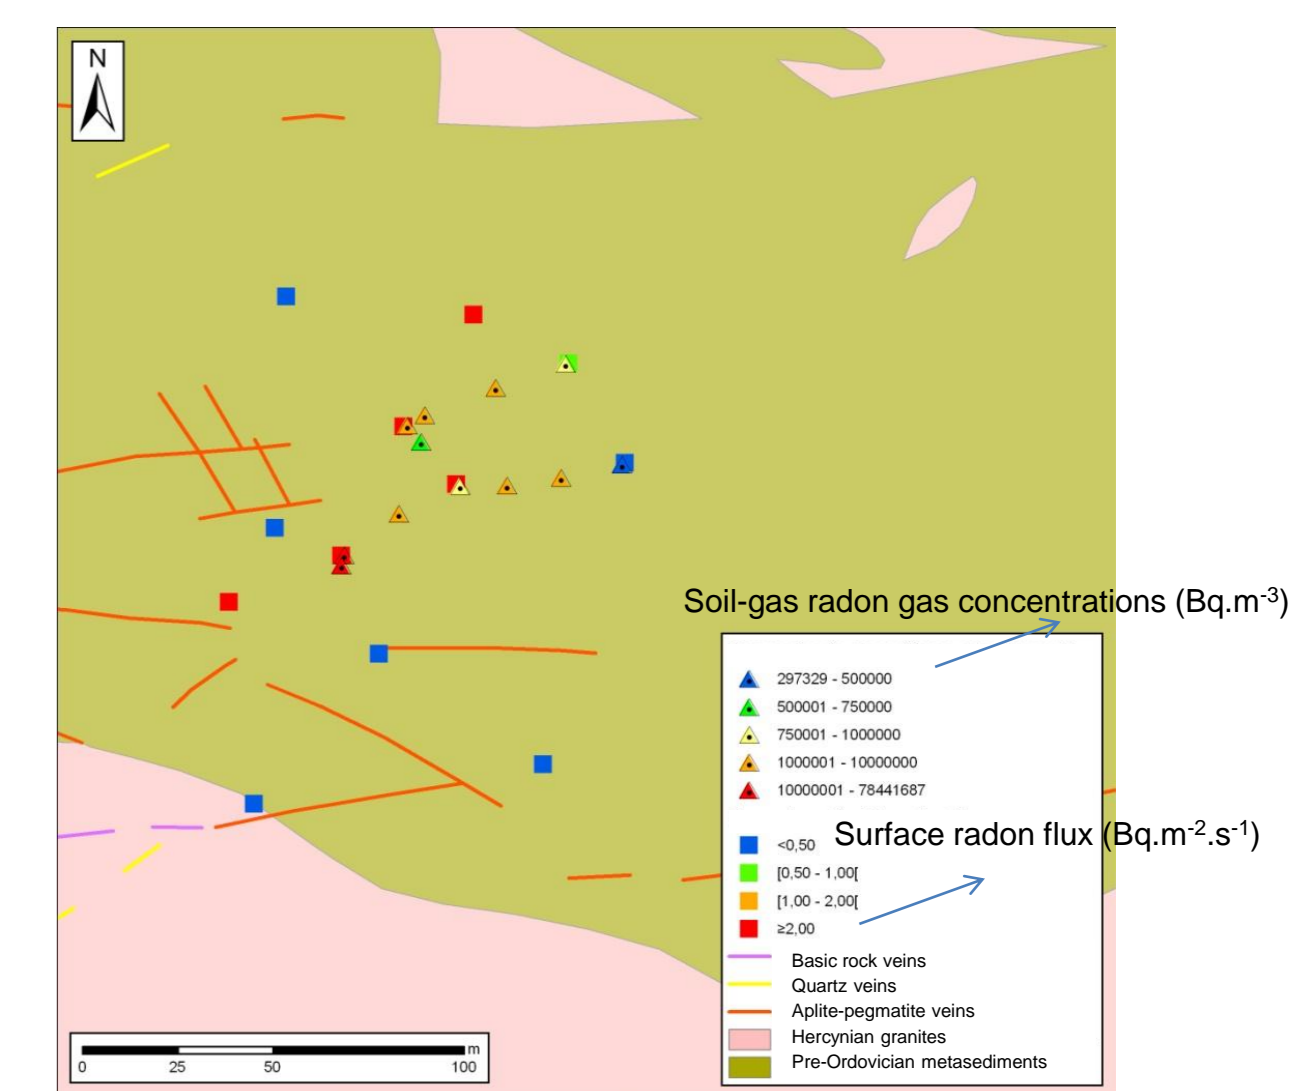 N
Soil-gas radon gas concentrations (Bq.m-3)
297329 - 500000
500001 - 750000
750001 - 1000000
1000001 - 10000000
10000001 - 78441687
Surface radon flux (Bq.m-2.s-1)
<0,50
[0,50 - 1,00[
[1,00 - 2,00[
≥2,00
Basic rock veins
Quartz veins
Aplite-pegmatite veins
Hercynian granites
Pre-Ordovician metasediments
m
0 25 50 100